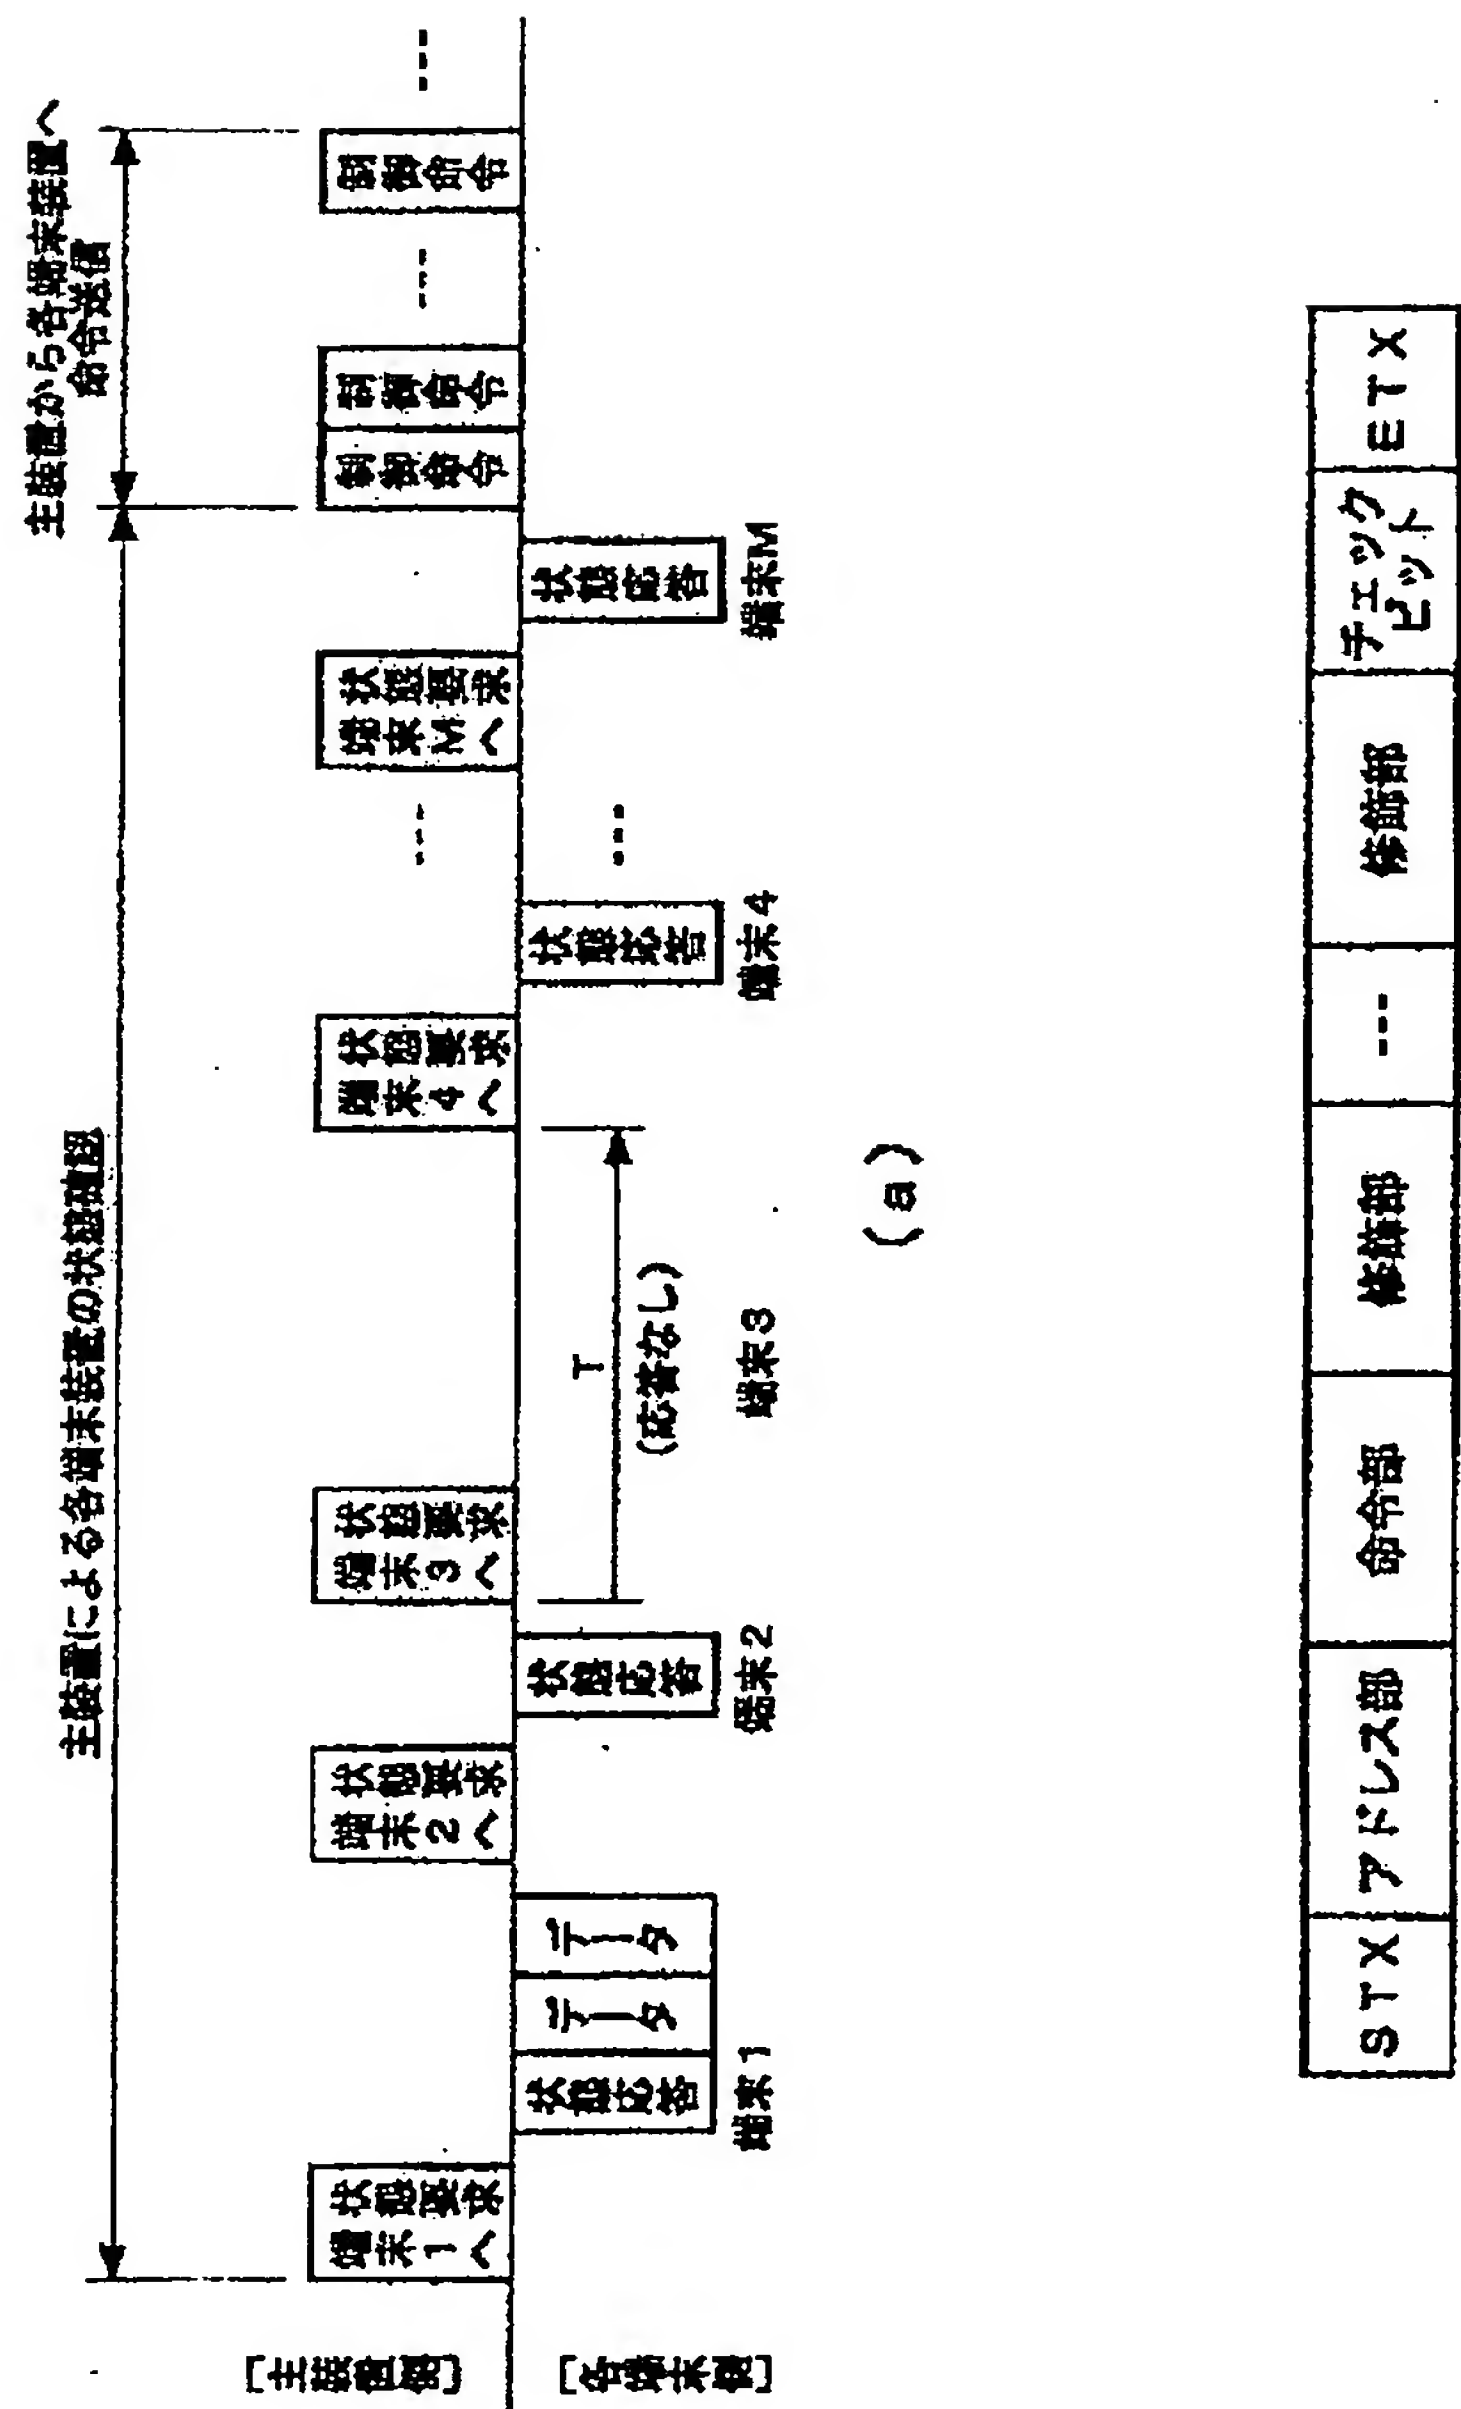 主装置による各端末装置の状態確認
主装置から各端末装置へ
命令送信
[主装置側]
端末1へ
状態要求
端末2へ
状態要求
端末3へ
状態要求
端末4へ
状態要求
---
端末Mへ
状態要求
制御命令
制御命令
---
制御命令
---
[各端末側]
状態応答
データ
データ
端末1
状態応答
端末2
T
(応答なし)
端末3
状態応答
端末4
---
状態応答
端末M
(a)
STX
アドレス部
命令部
修飾部
---
修飾部
チェック
ビット
ETX